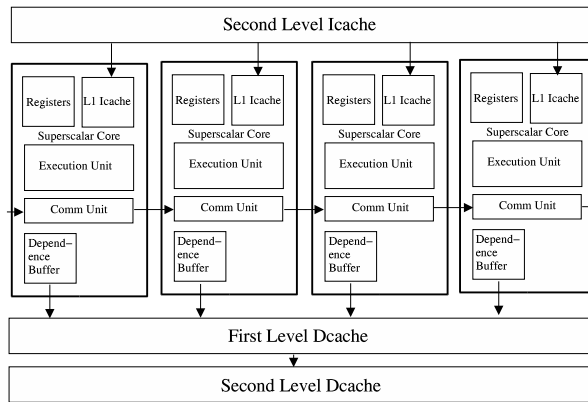 Second Level Icache
Registers
L1 Icache
Superscalar Core
Execution Unit
Comm Unit
Depend–
ence
Buffer
Registers
L1 Icache
Superscalar Core
Execution Unit
Comm Unit
Depend–
ence
Buffer
Registers
L1 Icache
Superscalar Core
Execution Unit
Comm Unit
Depend–
ence
Buffer
Registers
L1 Icache
Superscalar Core
Execution Unit
Comm Unit
Depend–
ence
Buffer
First Level Dcache
Second Level Dcache